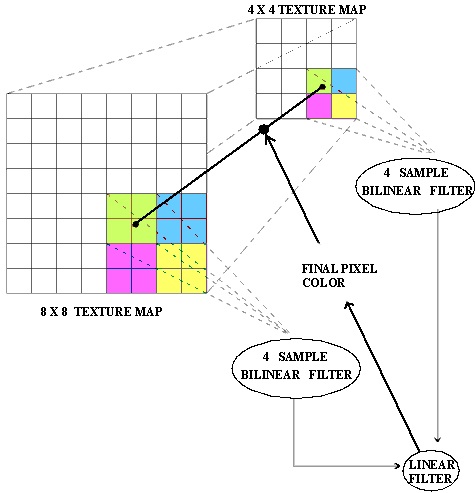 4 X 4 TEXTURE MAP
4 SAMPLE
BILINEAR FILTER
FINAL PIXEL
COLOR
8 X 8 TEXTURE MAP
4 SAMPLE
BILINEAR FILTER
LINEAR
FILTER